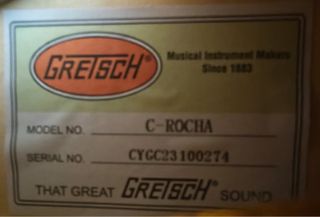 GRETSCH®
Musical Instrument Makers
Since 1883
MODEL NO. C-ROCHA
SERIAL NO. CYGC23100274
THAT GREAT GRETSCH® SOUND